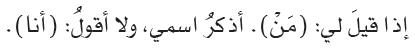 إذا قيلَ لي: (مَنْ). أذكرُ اسمي، ولا أقولُ: (أنا).